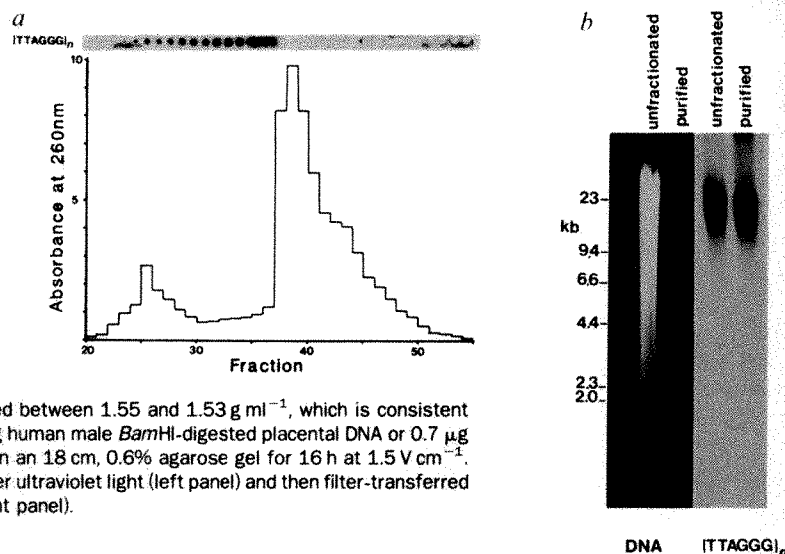 a
[TTAGGG]n
10
5
Absorbance at 260nm
20 30 40 50
Fraction
b
unfractionated
purified
unfractionated
purified
23
kb
9.4
6.6
4.4
2.3
2.0
DNA [TTAGGG]n
ed between 1.55 and 1.53 g ml⁻¹, which is consistent
g human male BamHI-digested placental DNA or 0.7 μg
n an 18 cm, 0.6% agarose gel for 16 h at 1.5 V cm⁻¹.
er ultraviolet light (left panel) and then filter-transferred
nt panel).